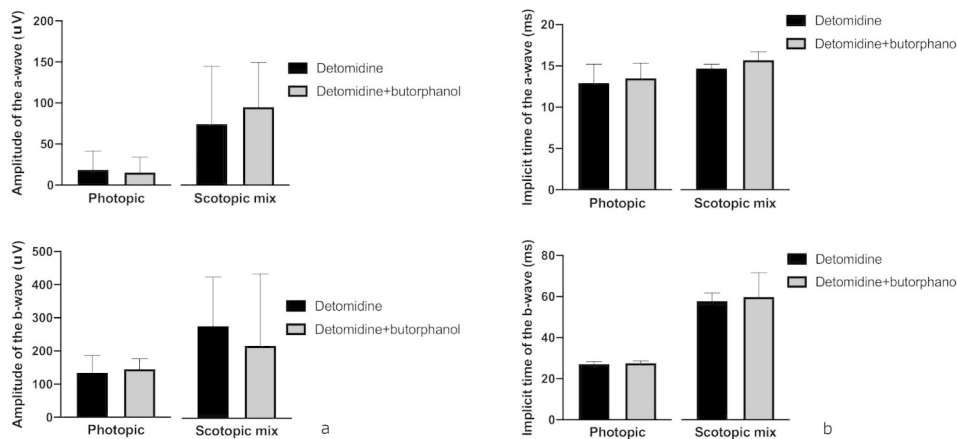 Amplitude of the a-wave (uV)
200
150
100
50
0
Photopic
Scotopic mix
Detomidine
Detomidine+butorphanol
Implicit time of the a-wave (ms)
20
15
10
5
0
Photopic
Scotopic mix
Detomidine
Detomidine+butorphano
Amplitude of the b-wave (uV)
500
400
300
200
100
0
Photopic
Scotopic mix
Detomidine
Detomidine+butorphanol
a
Implicit time of the b-wave (ms)
80
60
40
20
0
Photopic
Scotopic mix
Detomidine
Detomidine+butorphano
b